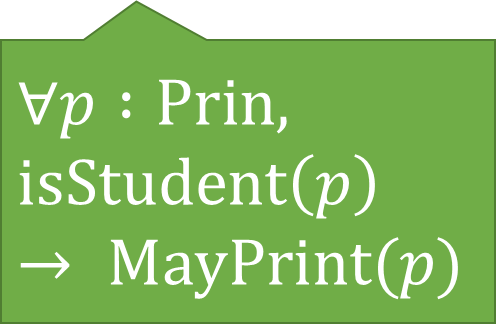 ∀p : Prin,
isStudent(p)
→ MayPrint(p)